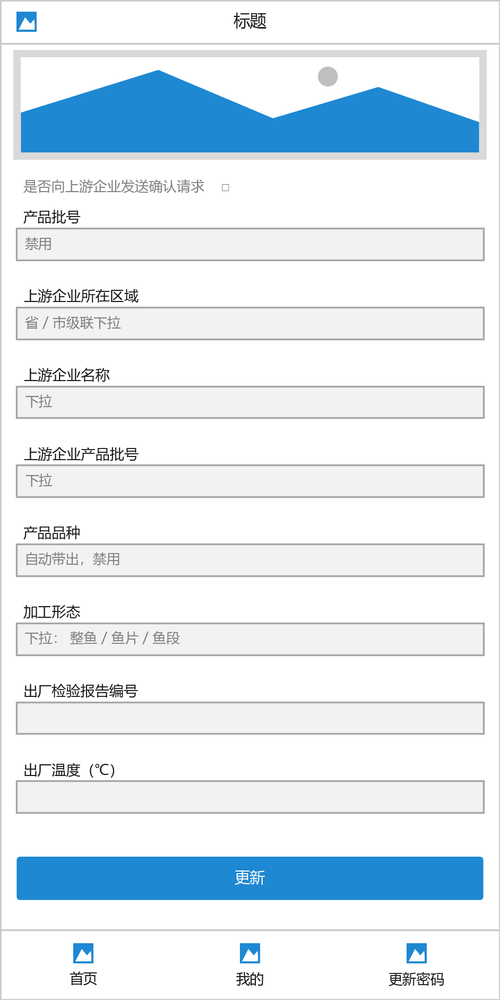 标题
是否向上游企业发送确认请求 □
产品批号
禁用
上游企业所在区域
省 / 市级联下拉
上游企业名称
下拉
上游企业产品批号
下拉
产品品种
自动带出，禁用
加工形态
下拉： 整鱼 / 鱼片 / 鱼段
出厂检验报告编号
出厂温度（℃）
更新
首页 我的 更新密码